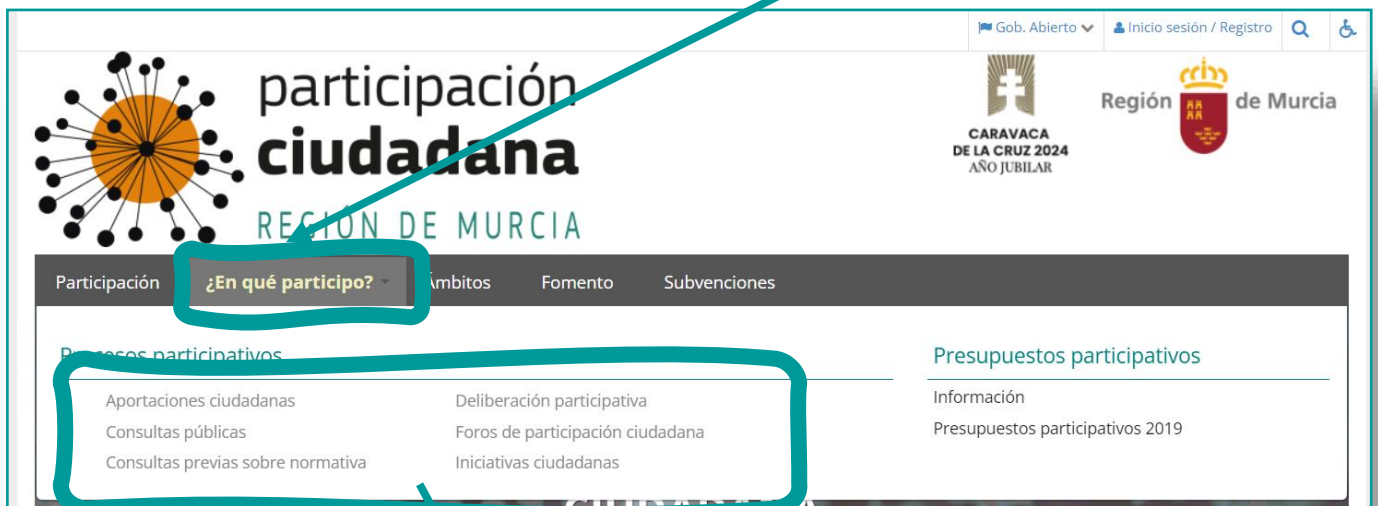 Gob. Abierto
Inicio sesión / Registro
participación
ciudadana
REGIÓN DE MURCIA
CARAVACA
DE LA CRUZ 2024
AÑO JUBILAR
Región de Murcia
Participación
¿En qué participo?
Ámbitos
Fomento
Subvenciones
Procesos participativos
Aportaciones ciudadanas
Consultas públicas
Consultas previas sobre normativa
Deliberación participativa
Foros de participación ciudadana
Iniciativas ciudadanas
Presupuestos participativos
Información
Presupuestos participativos 2019